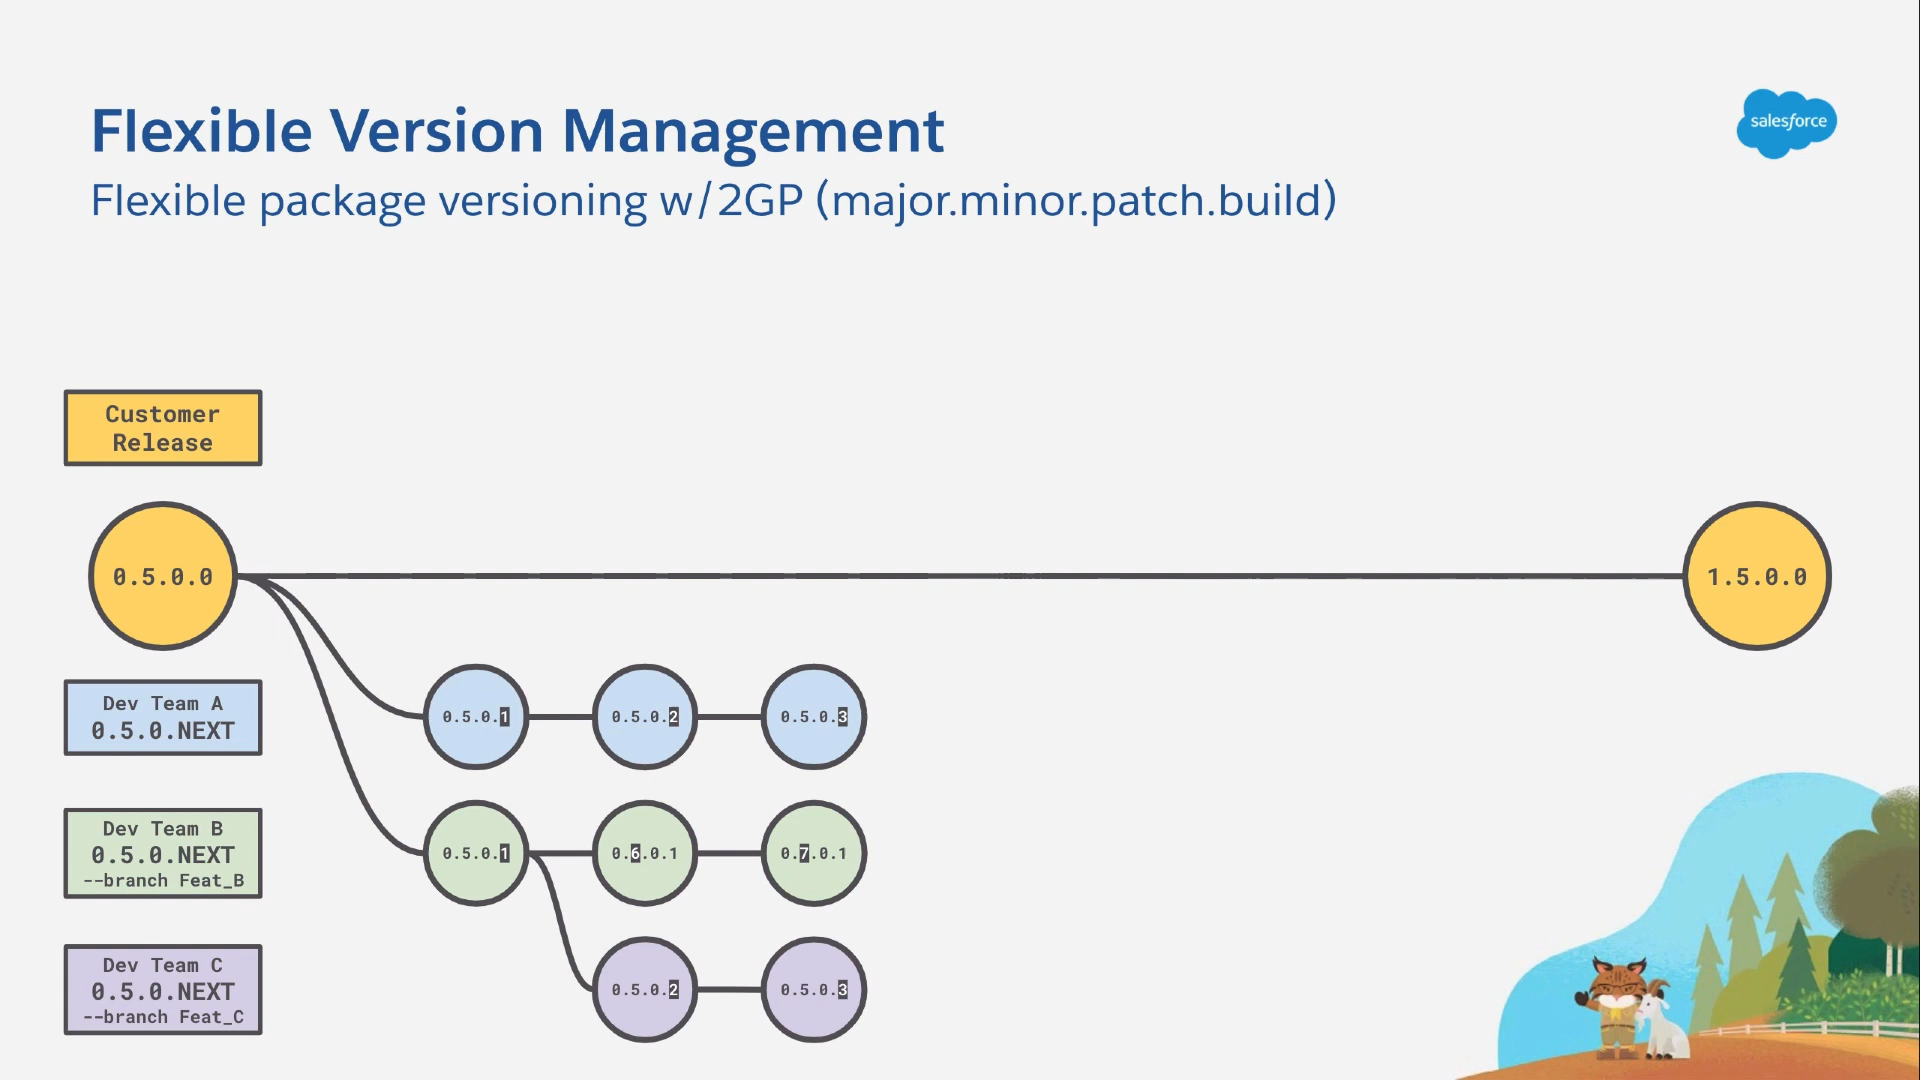 Flexible Version Management
salesforce
Flexible package versioning w/2GP (major.minor.patch.build)
Customer
Release
0.5.0.0
1.5.0.0
Dev Team A
0.5.0.NEXT
0.5.0.1
0.5.0.2
0.5.0.3
Dev Team B
0.5.0.NEXT
--branch Feat_B
0.5.0.1
0.6.0.1
0.7.0.1
Dev Team C
0.5.0.NEXT
--branch Feat_C
0.5.0.2
0.5.0.3